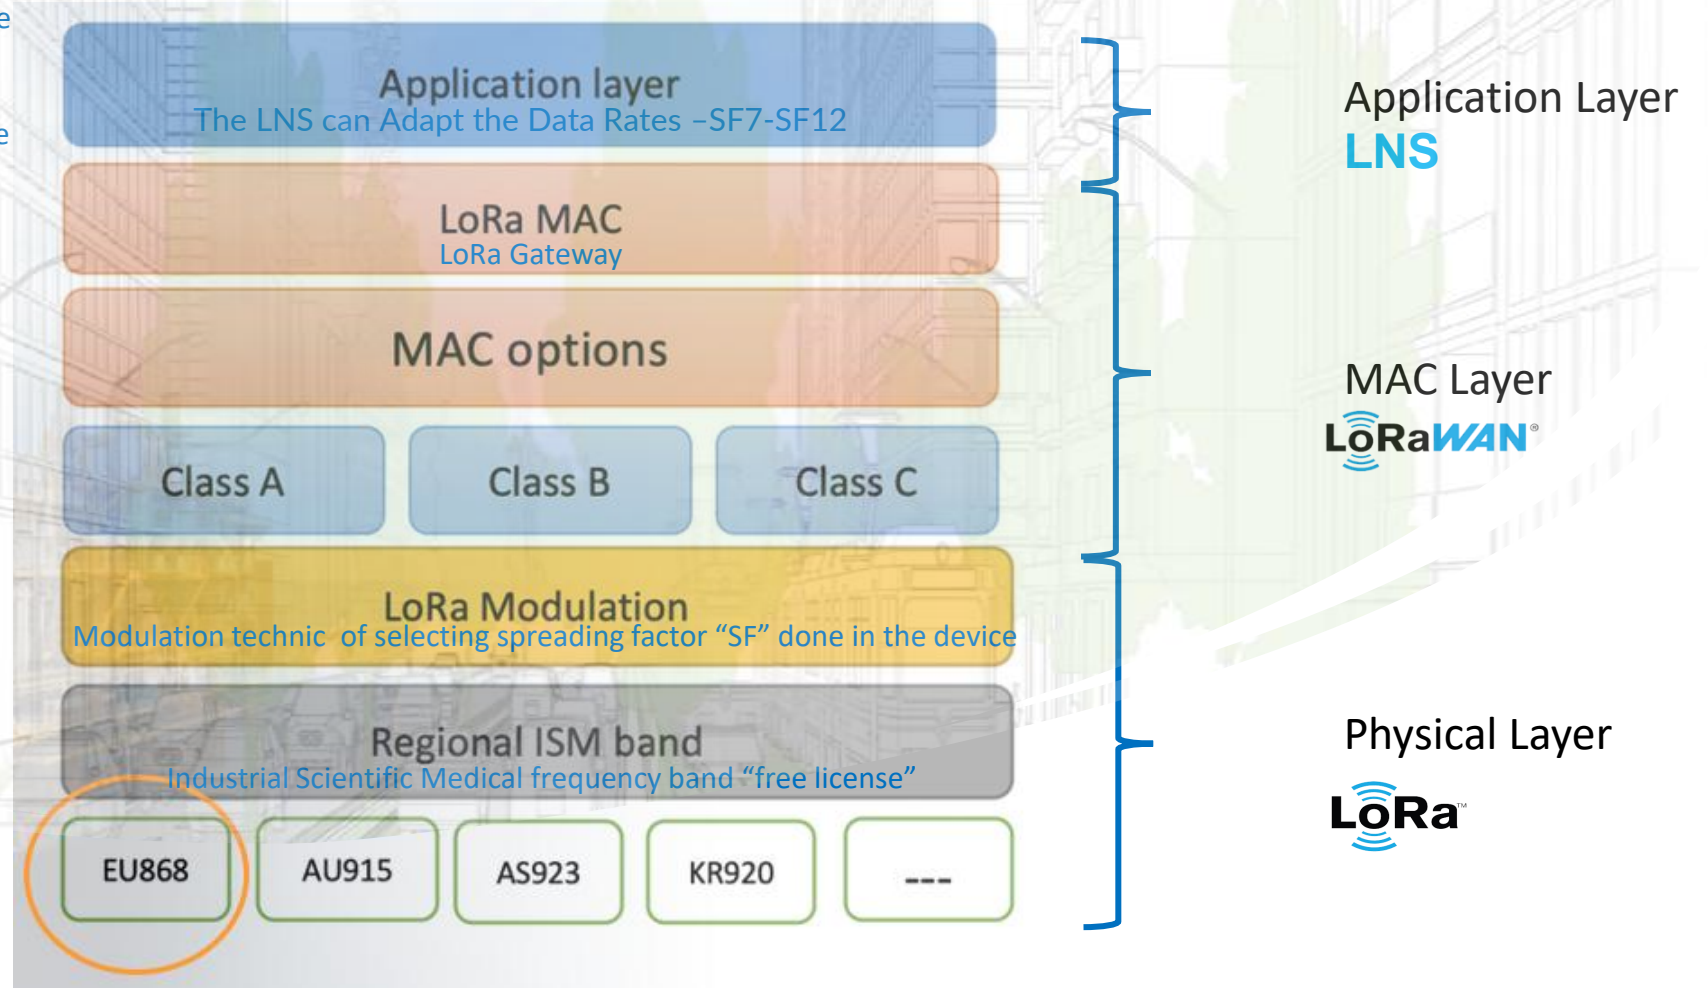 e
e
Application layer
The LNS can Adapt the Data Rates –SF7-SF12
LoRa MAC
LoRa Gateway
MAC options
Class A
Class B
Class C
LoRa Modulation
Modulation technic of selecting spreading factor “SF” done in the device
Regional ISM band
Industrial Scientific Medical frequency band “free license”
EU868
AU915
AS923
KR920
---
Application Layer
LNS
MAC Layer
LoRaWAN®
Physical Layer
LoRa™